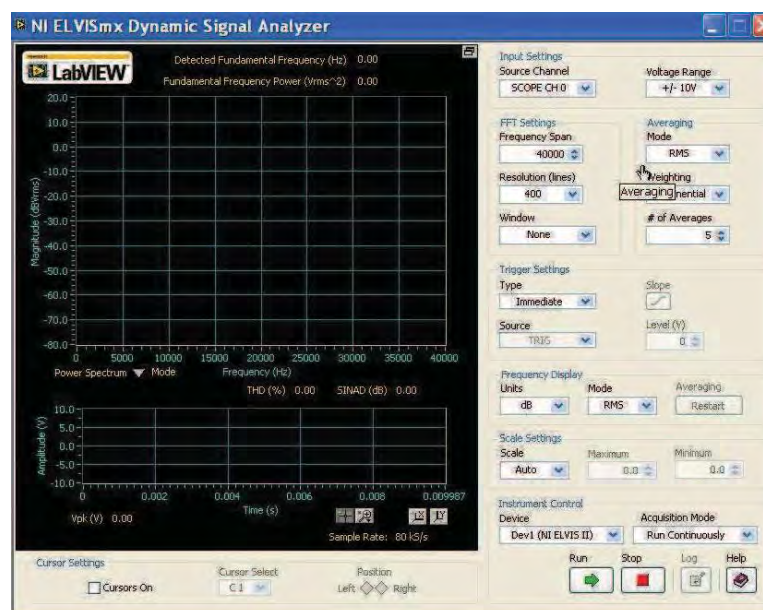 NI ELVISmx Dynamic Signal Analyzer
LabVIEW
Detected Fundamental Frequency (Hz) 0.00
Fundamental Frequency Power (Vrms^2) 0.00
Magnitude (dBVrms)
20.0
0.0
-10.0
-20.0
-30.0
-40.0
-50.0
-60.0
-70.0
-80.0
0 5000 10000 15000 20000 25000 30000 35000 40000
Power Spectrum Mode
Frequency (Hz)
THD (%) 0.00 SINAD (dB) 0.00
Amplitude (V)
10.0
5.0
0
-5.0
-10.0
0 0.002 0.004 0.006 0.008 0.009987
Time (s)
Vpk (V) 0.00
Sample Rate: 80 kS/s
Cursor Settings
Cursors On
Cursor Select
C1
Position
Left Right
Input Settings
Source Channel
SCOPE CH 0
Voltage Range
+/- 10V
FFT Settings
Frequency Span
40000
Resolution (lines)
400
Window
None
Averaging
Mode
RMS
Weighting
Averaging
# of Averages
5
Trigger Settings
Type
Immediate
Slope
Source
TRIG
Level (V)
0
Frequency Display
Units
dB
Mode
RMS
Averaging
Restart
Scale Settings
Scale
Auto
Maximum
0.0
Minimum
0.0
Instrument Control
Device
Dev1 (NI ELVIS II)
Acquisition Mode
Run Continuously
Run
Stop
Log
Help